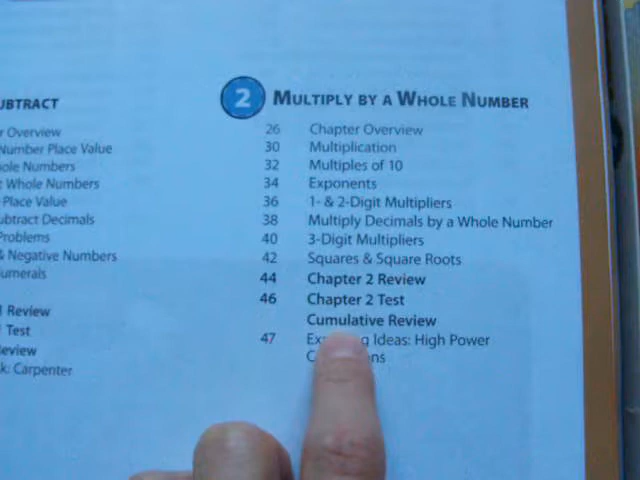 UBTRACT
r Overview
Number Place Value
ole Numbers
t Whole Numbers
Place Value
ubtract Decimals
Problems
& Negative Numbers
umerals
Review
Test
eview
k: Carpenter
2 MULTIPLY BY A WHOLE NUMBER
26 Chapter Overview
30 Multiplication
32 Multiples of 10
34 Exponents
36 1- & 2-Digit Multipliers
38 Multiply Decimals by a Whole Number
40 3-Digit Multipliers
42 Squares & Square Roots
44 Chapter 2 Review
46 Chapter 2 Test
Cumulative Review
47 Ideas: High Power